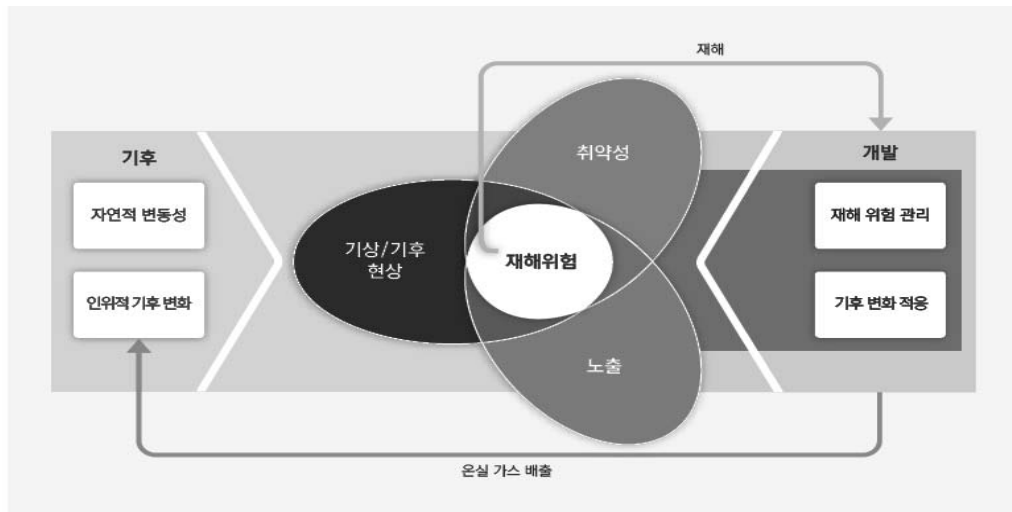 재해
기후
자연적 변동성
인위적 기후 변화
기상/기후
현상
취약성
재해위험
노출
개발
재해 위험 관리
기후 변화 적응
온실 가스 배출